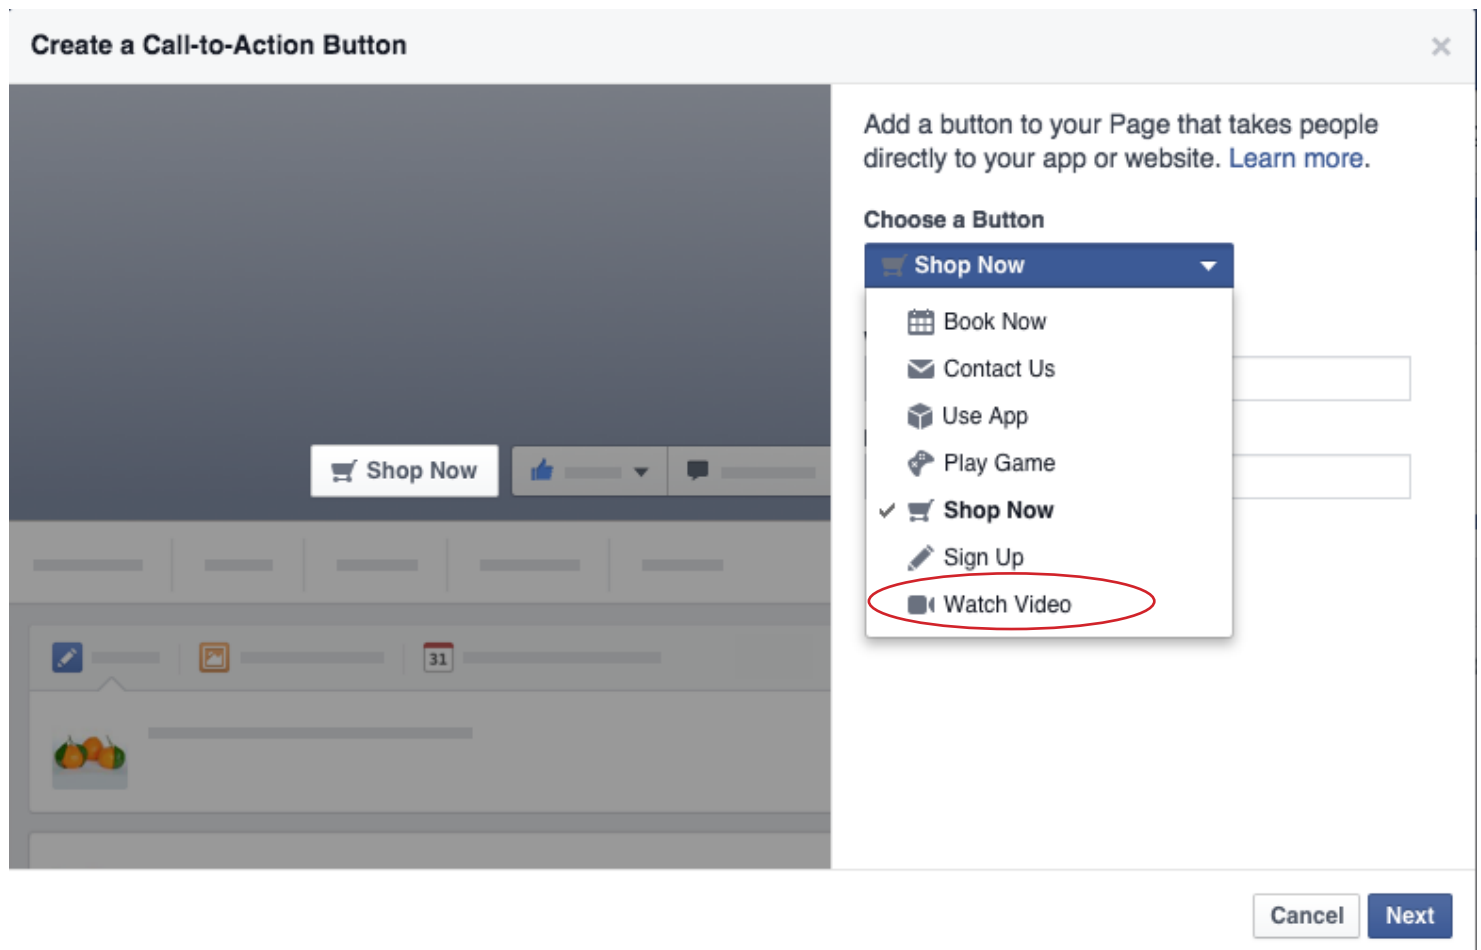 Create a Call-to-Action Button
×
Add a button to your Page that takes people
directly to your app or website. Learn more.
Choose a Button
Shop Now
Book Now
Contact Us
Use App
Play Game
Shop Now
Sign Up
Watch Video
Shop Now
31
Cancel
Next